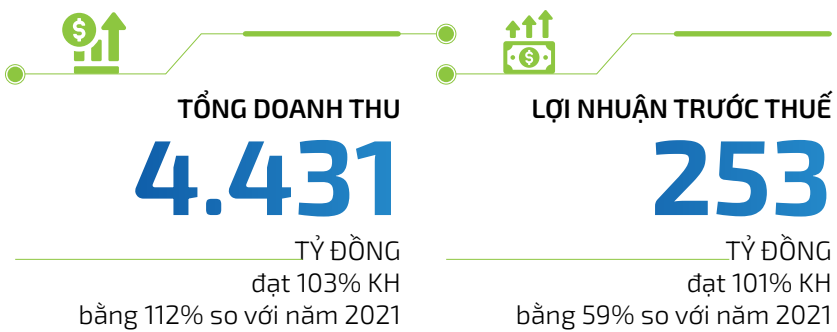 TỔNG DOANH THU
4.431
TỶ ĐỒNG
đạt 103% KH
bằng 112% so với năm 2021
LỢI NHUẬN TRƯỚC THUẾ
253
TỶ ĐỒNG
đạt 101% KH
bằng 59% so với năm 2021